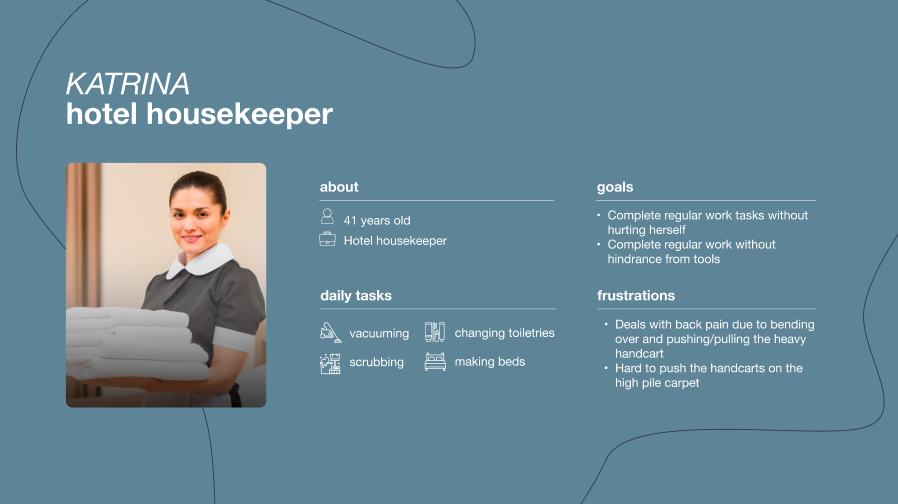 KATRINA
hotel housekeeper
about
41 years old
Hotel housekeeper
daily tasks
vacuuming
changing toiletries
scrubbing
making beds
goals
• Complete regular work tasks without
hurting herself
• Complete regular work without
hindrance from tools
frustrations
• Deals with back pain due to bending
over and pushing/pulling the heavy
handcart
• Hard to push the handcarts on the
high pile carpet